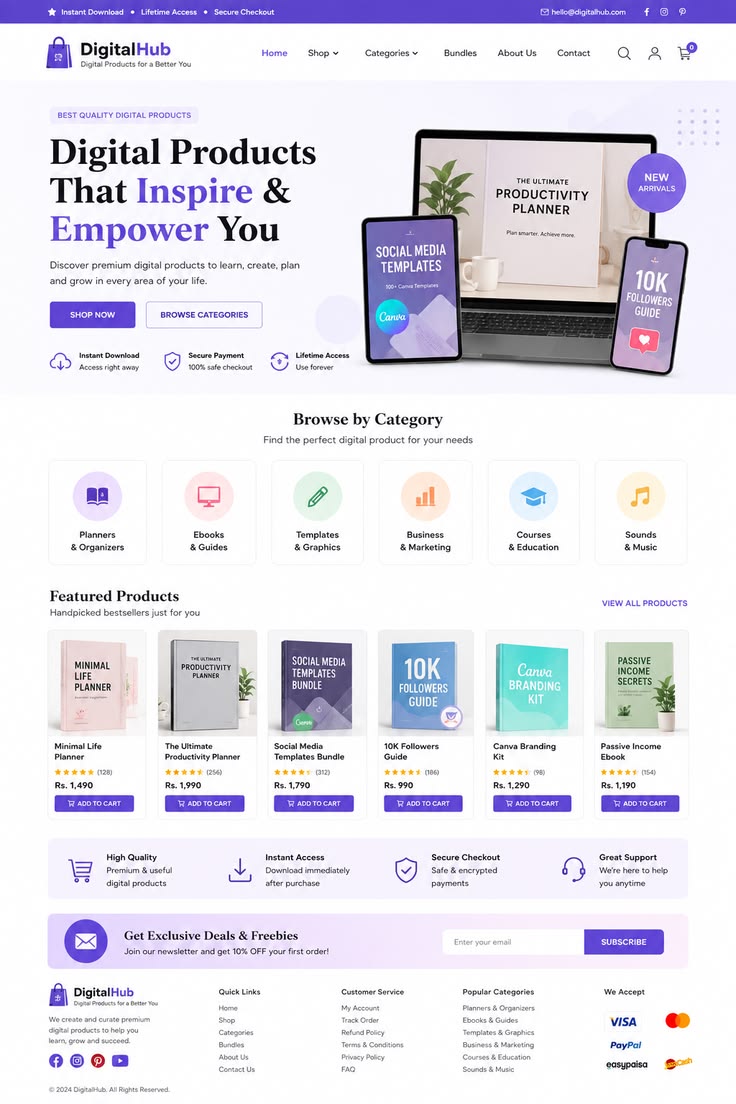 Instant Download • Lifetime Access • Secure Checkout
hello@digitalhub.com
DigitalHub
Digital Products for a Better You
Home
Shop
Categories
Bundles
About Us
Contact
0
BEST QUALITY DIGITAL PRODUCTS
Digital Products
That Inspire &
Empower You
Discover premium digital products to learn, create, plan
and grow in every area of your life.
SHOP NOW
BROWSE CATEGORIES
Instant Download
Access right away
Secure Payment
100% safe checkout
Lifetime Access
Use forever
THE ULTIMATE
PRODUCTIVITY
PLANNER
Plan smarter. Achieve more.
NEW
ARRIVALS
SOCIAL MEDIA
TEMPLATES
100+ Canva Templates
Canva
10K
FOLLOWERS
GUIDE
Browse by Category
Find the perfect digital product for your needs
Planners
& Organizers
Ebooks
& Guides
Templates
& Graphics
Business
& Marketing
Courses
& Education
Sounds
& Music
Featured Products
Handpicked bestsellers just for you
VIEW ALL PRODUCTS
MINIMAL
LIFE
PLANNER
Minimal Life
Planner
(128)
Rs. 1,490
ADD TO CART
THE ULTIMATE
PRODUCTIVITY
PLANNER
The Ultimate
Productivity Planner
(256)
Rs. 1,990
ADD TO CART
SOCIAL MEDIA
TEMPLATES
BUNDLE
Canva
Social Media
Templates Bundle
(312)
Rs. 1,790
ADD TO CART
10K
FOLLOWERS
GUIDE
10K Followers
Guide
(186)
Rs. 990
ADD TO CART
Canva
BRANDING
KIT
Canva Branding
Kit
(98)
Rs. 1,290
ADD TO CART
PASSIVE
INCOME
SECRETS
Passive Income
Ebook
(154)
Rs. 1,190
ADD TO CART
High Quality
Premium & useful
digital products
Instant Access
Download immediately
after purchase
Secure Checkout
Safe & encrypted
payments
Great Support
We're here to help
you anytime
Get Exclusive Deals & Freebies
Join our newsletter and get 10% OFF your first order!
Enter your email
SUBSCRIBE
DigitalHub
Digital Products for a Better You
We create and curate premium
digital products to help you
learn, grow and succeed.
© 2024 DigitalHub. All Rights Reserved.
Quick Links
Home
Shop
Categories
Bundles
About Us
Contact Us
Customer Service
My Account
Track Order
Refund Policy
Terms & Conditions
Privacy Policy
FAQ
Popular Categories
Planners & Organizers
Ebooks & Guides
Templates & Graphics
Business & Marketing
Courses & Education
Sounds & Music
We Accept
VISA
PayPal
easypaisa